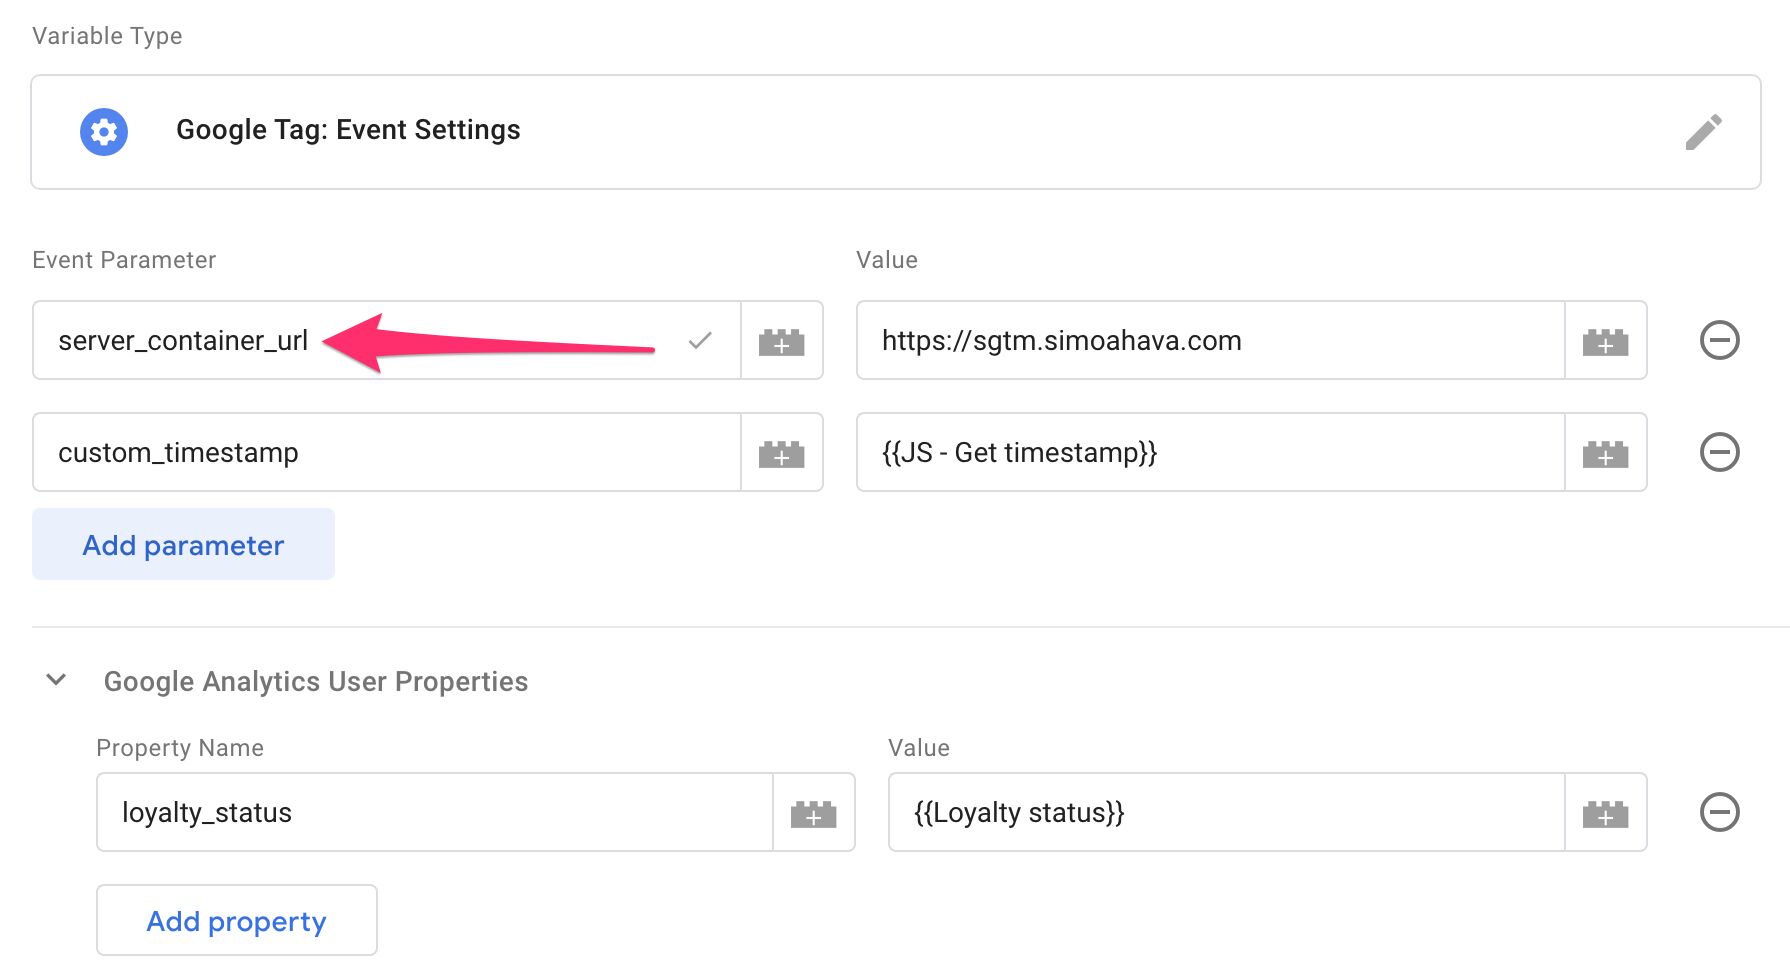 Variable Type
Google Tag: Event Settings
Event Parameter Value
server_container_url https://sgtm.simoahava.com
custom_timestamp {{JS - Get timestamp}}
Add parameter
Google Analytics User Properties
Property Name Value
loyalty_status {{Loyalty status}}
Add property